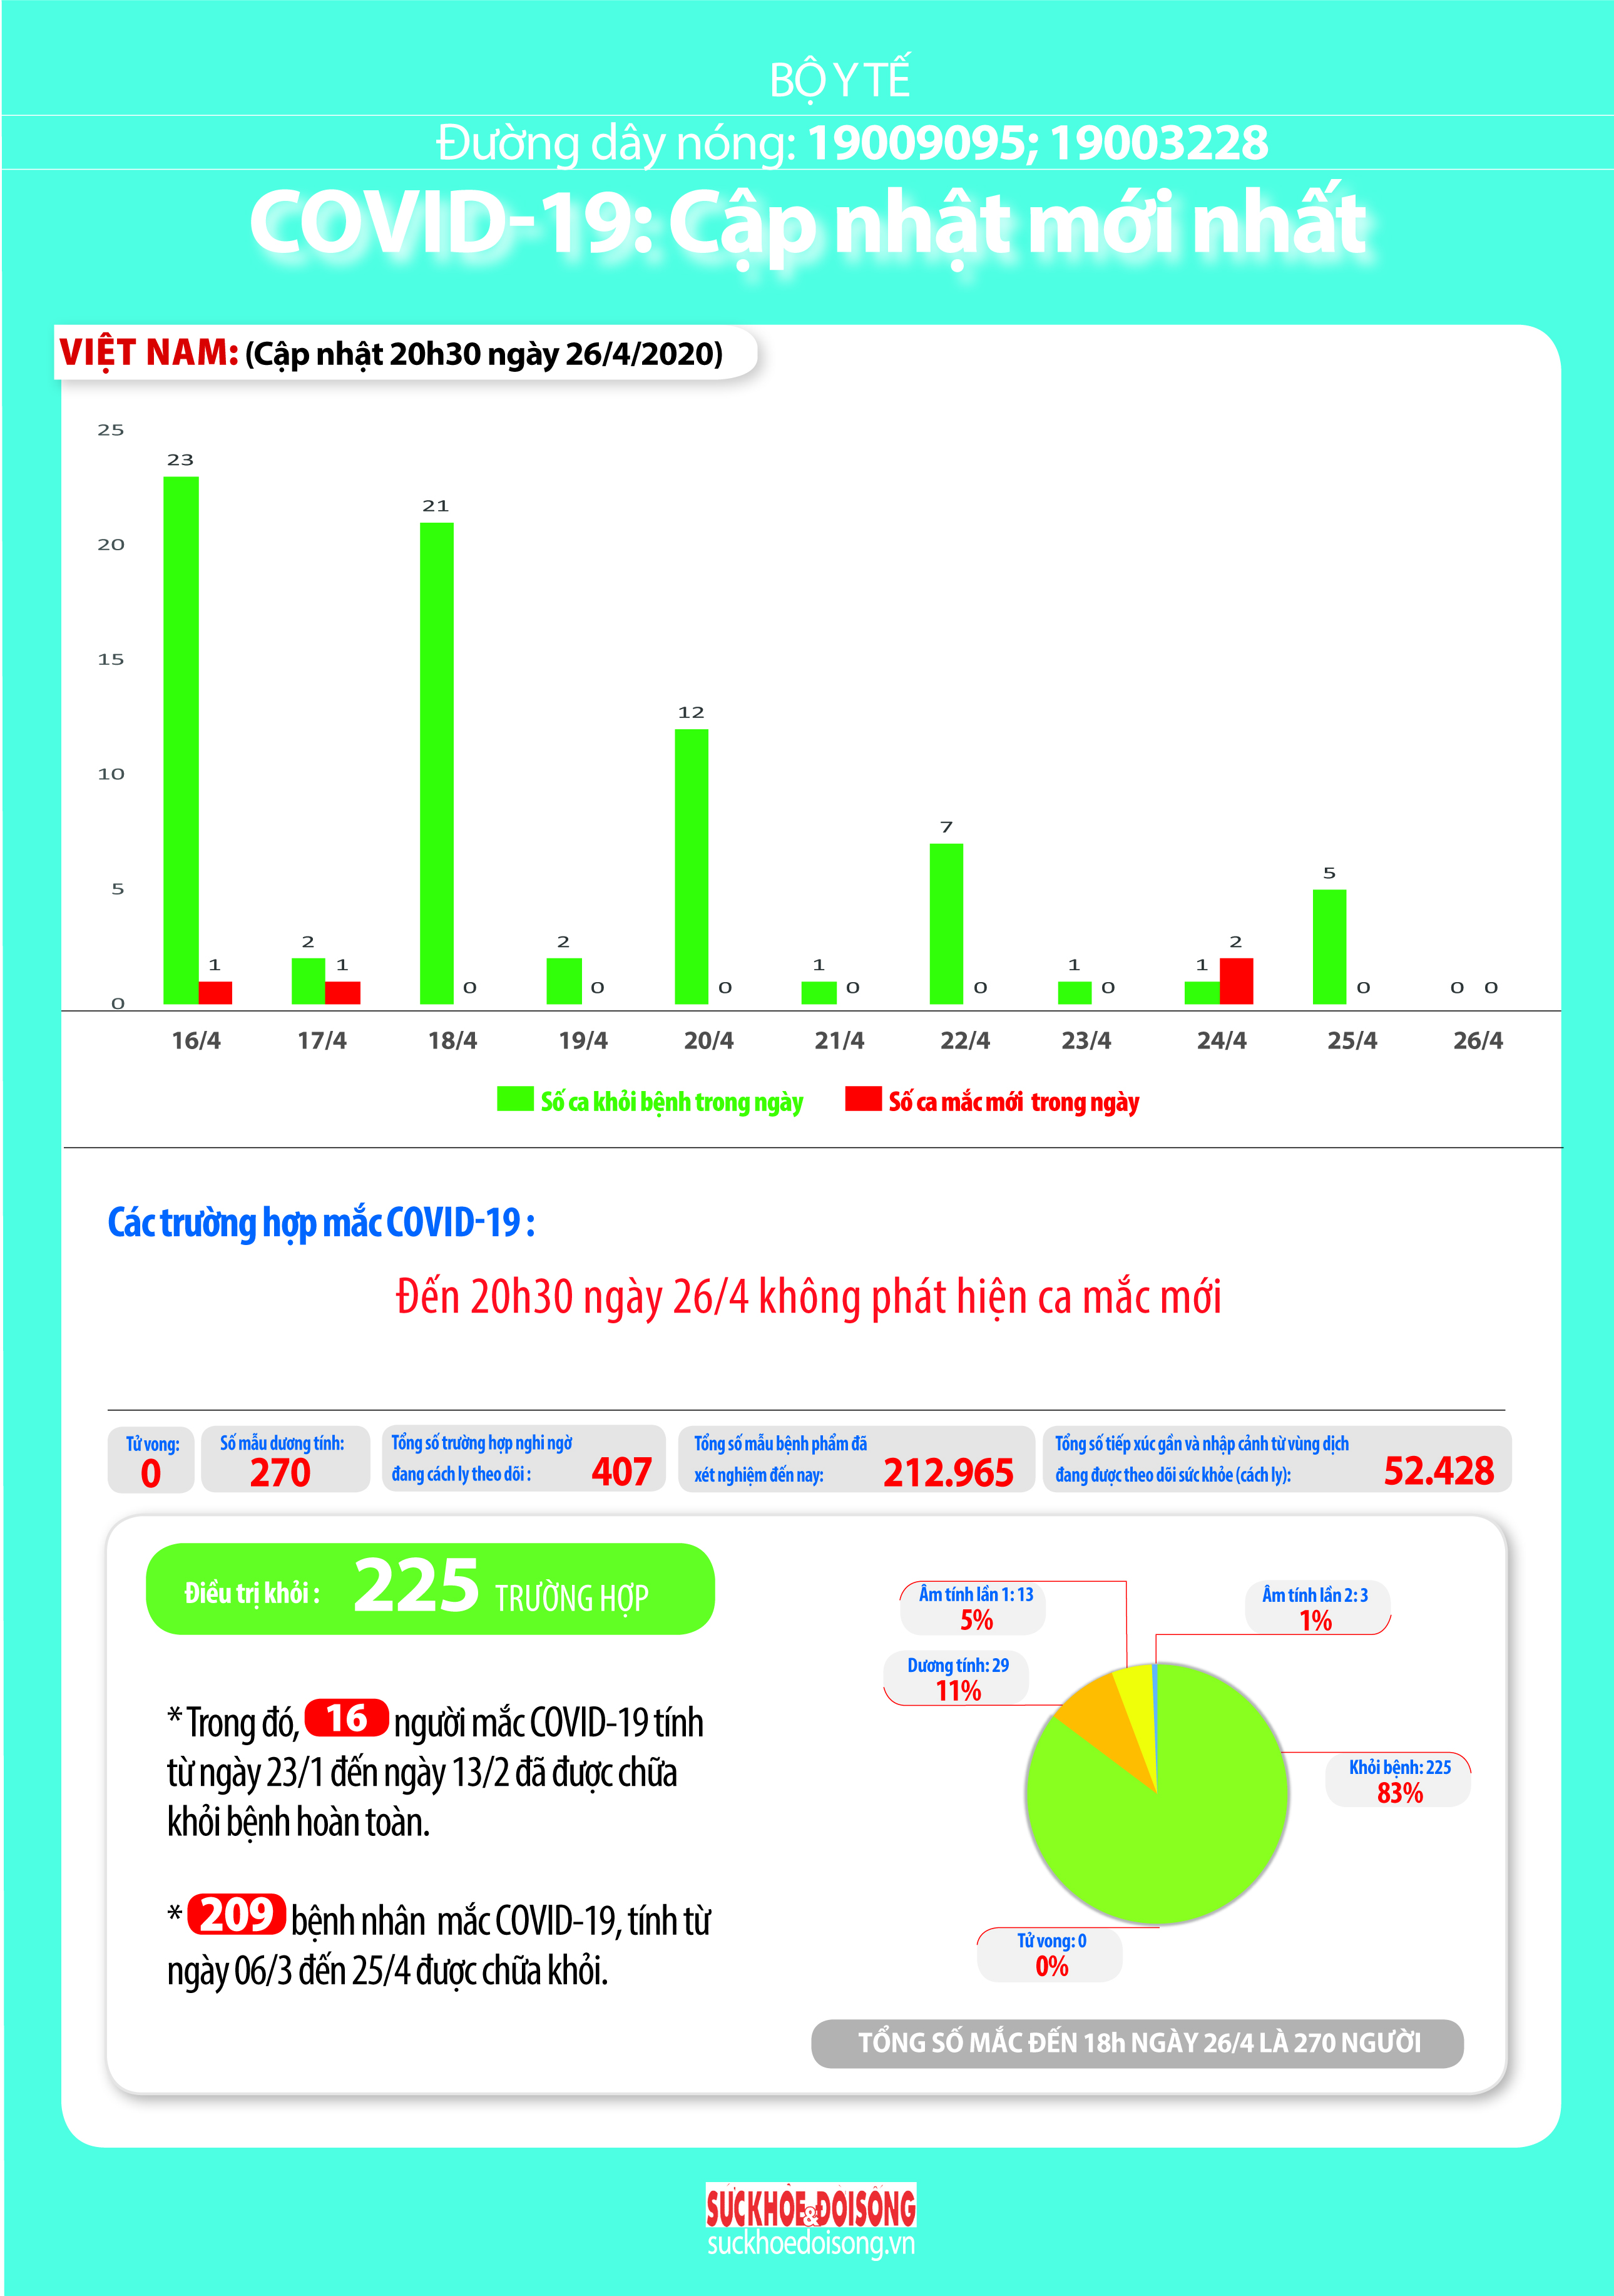 BỘ Y TẾ
Đường dây nóng: 19009095; 19003228
COVID-19: Cập nhật mới nhất
VIỆT NAM: (Cập nhật 20h30 ngày 26/4/2020)
25
20
15
10
5
0
23
1
2
1
21
0
2
0
12
0
1
0
7
0
1
0
1
2
5
0
0
0
16/4
17/4
18/4
19/4
20/4
21/4
22/4
23/4
24/4
25/4
26/4
Số ca khỏi bệnh trong ngày
Số ca mắc mới trong ngày
Các trường hợp mắc COVID-19 :
Đến 20h30 ngày 26/4 không phát hiện ca mắc mới
Tử vong:
0
Số mẫu dương tính:
270
Tổng số trường hợp nghi ngờ
đang cách ly theo dõi : 407
Tổng số mẫu bệnh phẩm đã
xét nghiệm đến nay: 212.965
Tổng số tiếp xúc gần và nhập cảnh từ vùng dịch
đang được theo dõi sức khỏe (cách ly): 52.428
Điều trị khỏi : 225 TRƯỜNG HỢP
* Trong đó, 16 người mắc COVID-19 tính
từ ngày 23/1 đến ngày 13/2 đã được chữa
khỏi bệnh hoàn toàn.
* 209 bệnh nhân mắc COVID-19, tính từ
ngày 06/3 đến 25/4 được chữa khỏi.
Âm tính lần 1: 13
5%
Âm tính lần 2: 3
1%
Dương tính: 29
11%
Khỏi bệnh: 225
83%
Tử vong: 0
0%
TỔNG SỐ MẮC ĐẾN 18h NGÀY 26/4 LÀ 270 NGƯỜI
SỨC KHỎE & ĐỜI SỐNG
suckhoedoisong.vn